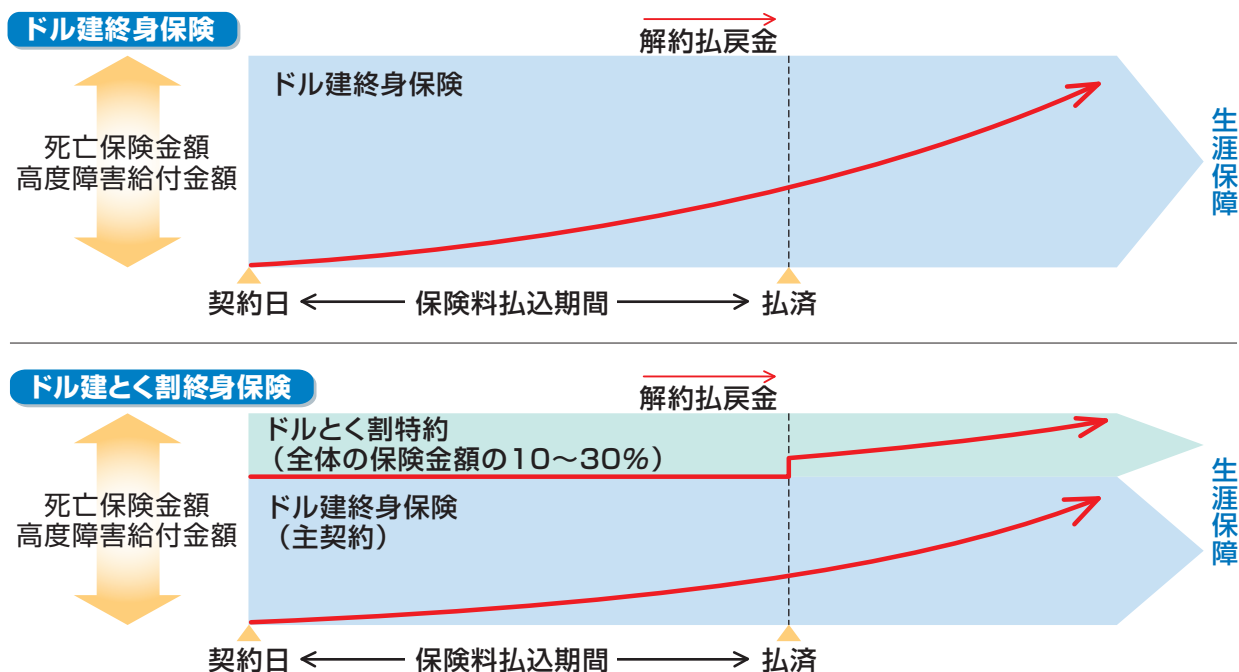 ドル建終身保険
解約払戻金
ドル建終身保険
死亡保険金額
高度障害給付金額
生涯保障
契約日
保険料払込期間
払済
ドル建とく割終身保険
解約払戻金
ドルとく割特約
（全体の保険金額の10～30%）
死亡保険金額
高度障害給付金額
ドル建終身保険
（主契約）
生涯保障
契約日
保険料払込期間
払済